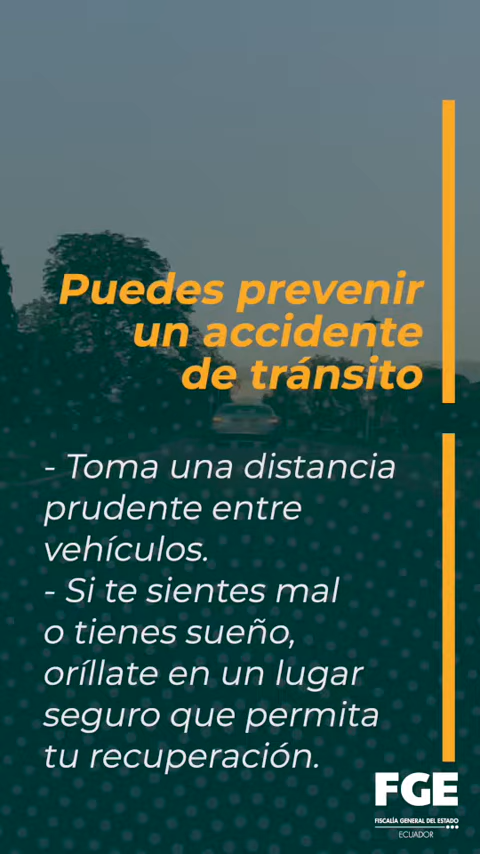 Puedes prevenir
un accidente
de tránsito
- Toma una distancia
prudente entre
vehículos.
- Si te sientes mal
o tienes sueño,
oríllate en un lugar
seguro que permita
tu recuperación.
FGE
FISCALÍA GENERAL DEL ESTADO
ECUADOR